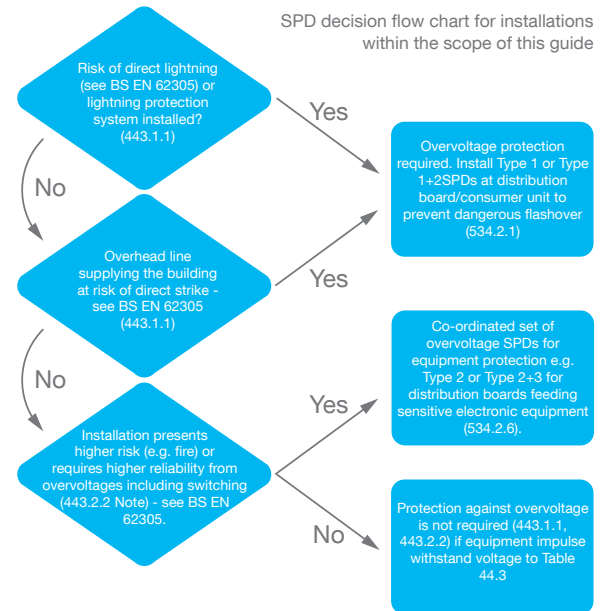 SPD decision flow chart for installations
within the scope of this guide
Risk of direct lightning
(see BS EN 62305) or
lightning protection
system installed?
(443.1.1)
Yes
No
Overvoltage protection
required. Install Type 1 or Type
1+2SPDs at distribution
board/consumer unit to
prevent dangerous flashover
(534.2.1)
Overhead line
supplying the building
at risk of direct strike -
see BS EN 62305
(443.1.1)
Yes
No
Co-ordinated set of
overvoltage SPDs for
equipment protection e.g.
Type 2 or Type 2+3 for
distribution boards feeding
sensitive electronic equipment
(534.2.6).
Installation presents
higher risk (e.g. fire) or
requires higher reliability from
overvoltages including switching
(443.2.2 Note) - see BS EN
62305.
Yes
No
Protection against overvoltage
is not required (443.1.1,
443.2.2) if equipment impulse
withstand voltage to Table
44.3